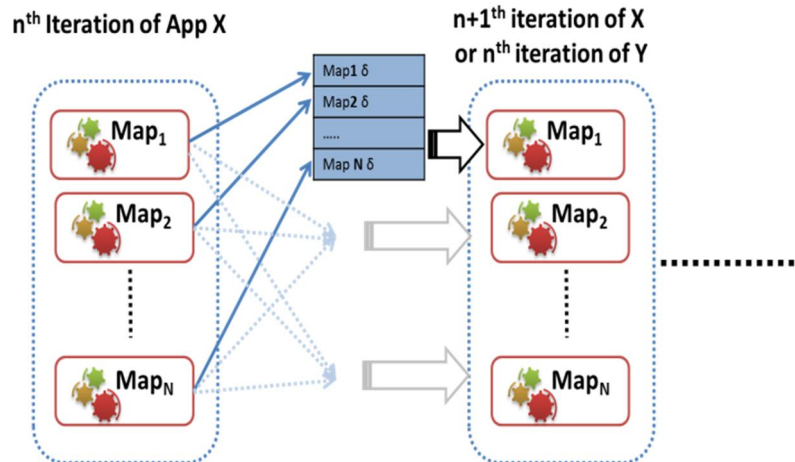 nth Iteration of App X
n+1th iteration of X
or nth iteration of Y
Map1 δ
Map2 δ
.....
Map N δ
Map1
Map2
MapN
Map1
Map2
MapN